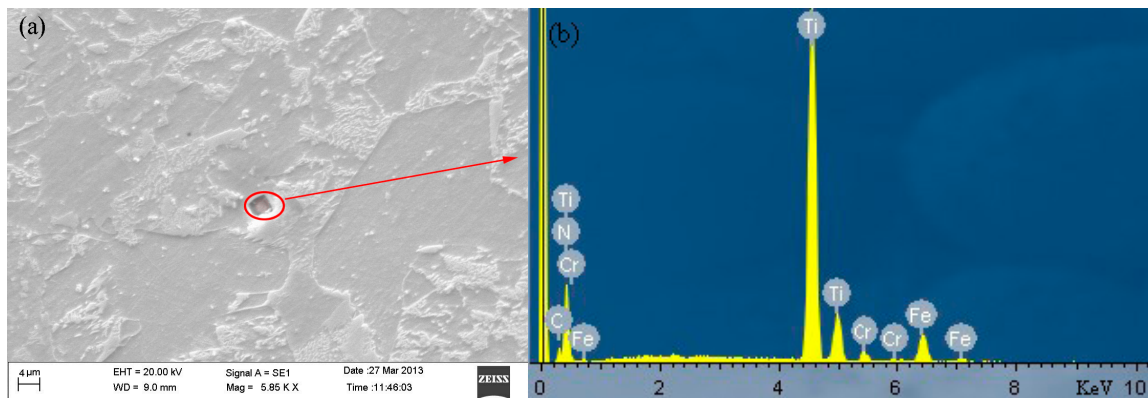 (a)
4 µm
EHT = 20.00 kV
WD = 9.0 mm
Signal A = SE1
Mag = 5.85 K X
Date :27 Mar 2013
Time :11:46:03
ZEISS
(b)
Ti
Ti
N
Cr
C
Fe
Ti
Cr
Cr
Fe
Fe
0 2 4 6 8 KeV 10